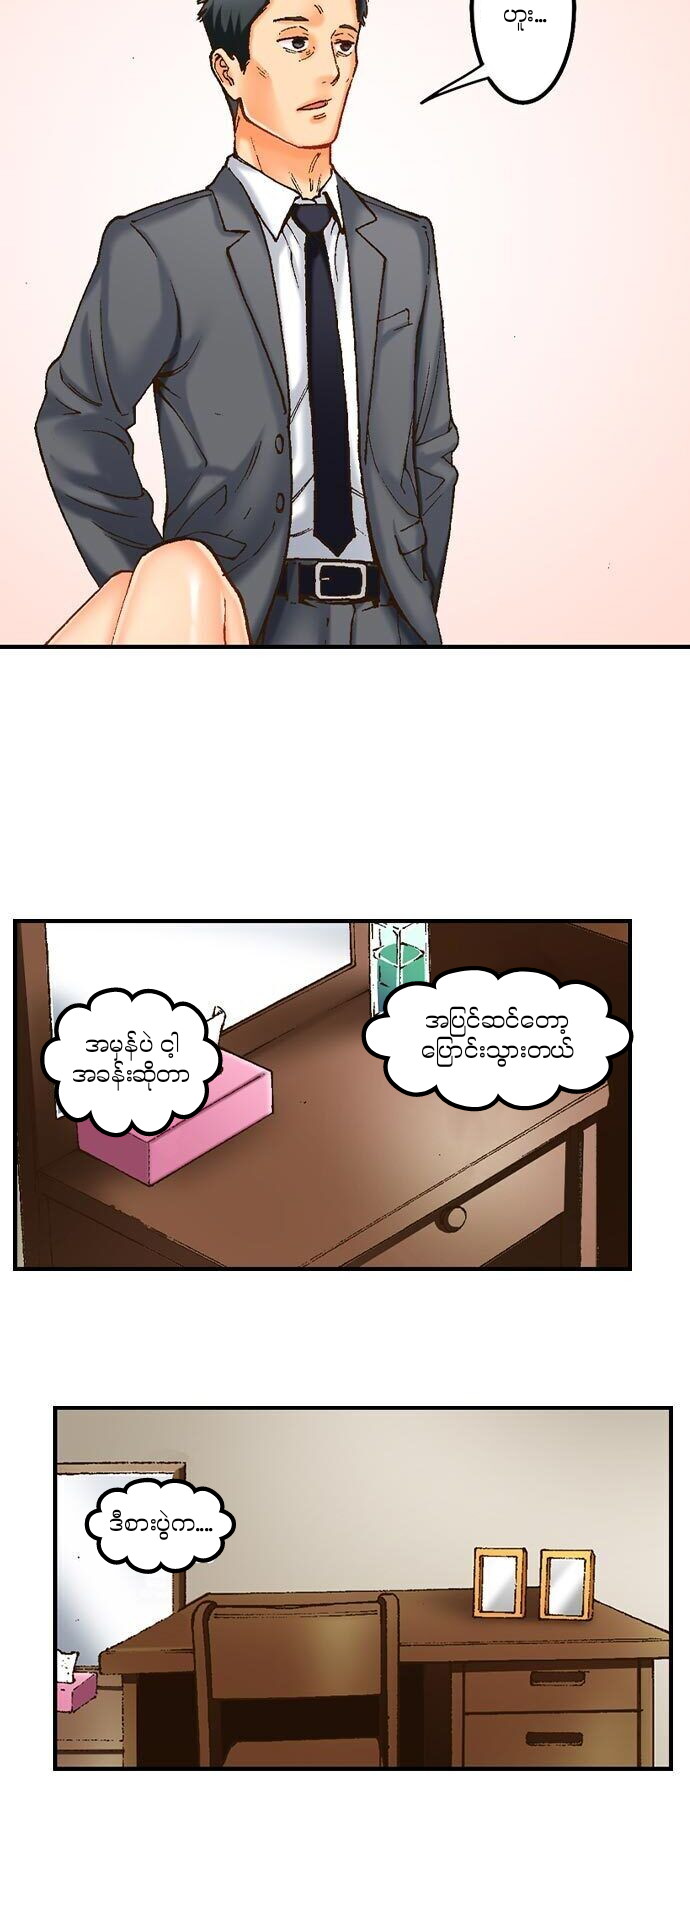 ဟူး...
အမှန်ပဲ ငါ့
အခန်းဆိုတာ
အပြင်ဆင်တော့
ပြောင်းသွားတယ်
ဒီစားပွဲက....